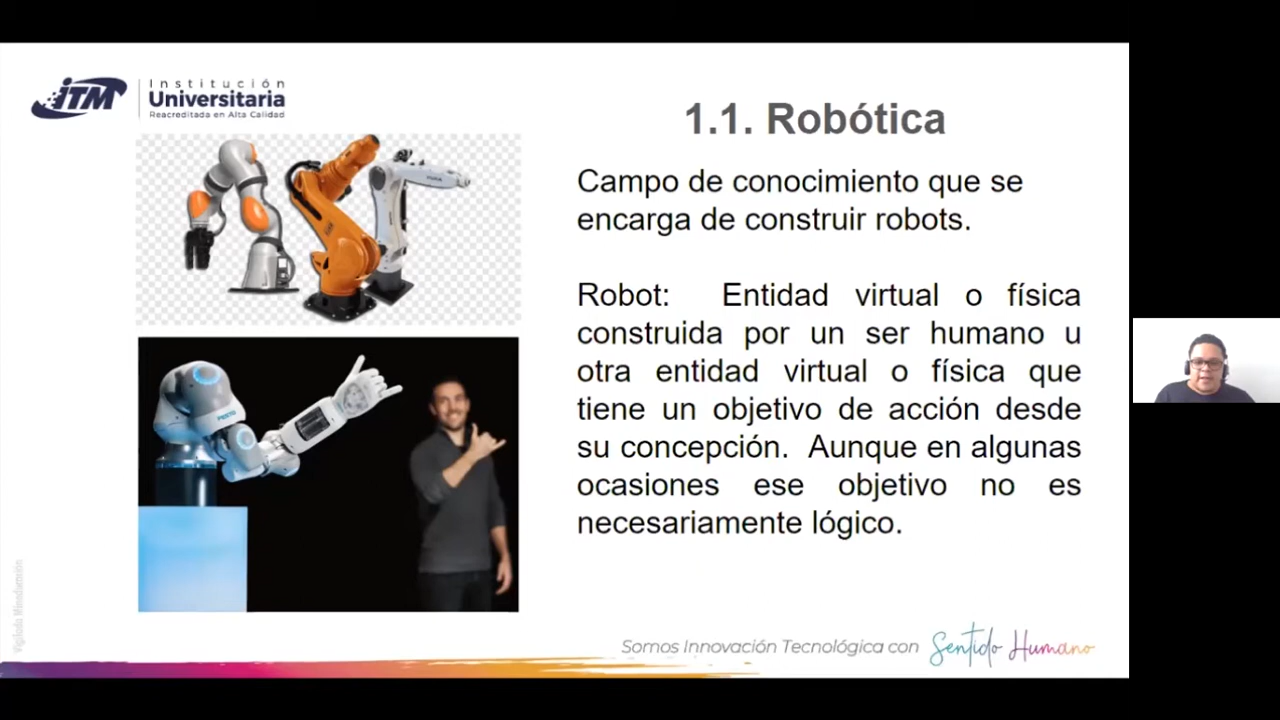 iTM
Institución
Universitaria
Reacreditada en Alta Calidad
1.1. Robótica
Campo de conocimiento que se
encarga de construir robots.
Robot: Entidad virtual o física
construida por un ser humano u
otra entidad virtual o física que
tiene un objetivo de acción desde
su concepción. Aunque en algunas
ocasiones ese objetivo no es
necesariamente lógico.
FESTO
Vigilada Mineducación
Somos Innovación Tecnológica con Sentido Humano